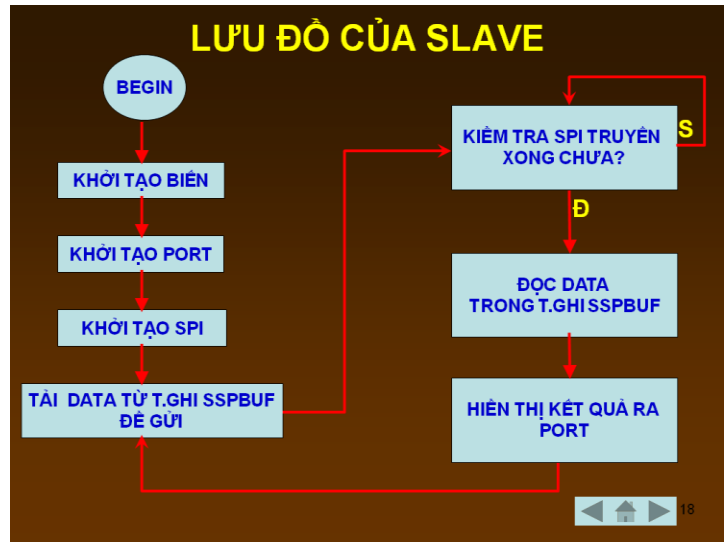 LƯU ĐỒ CỦA SLAVE
BEGIN
KHỞI TẠO BIẾN
KHỞI TẠO PORT
KHỞI TẠO SPI
TẢI DATA TỪ T.GHI SSPBUF
ĐỂ GỬI
KIỂM TRA SPI TRUYỀN
XONG CHƯA?
S
Đ
ĐỌC DATA
TRONG T.GHI SSPBUF
HIỂN THỊ KẾT QUẢ RA
PORT
18